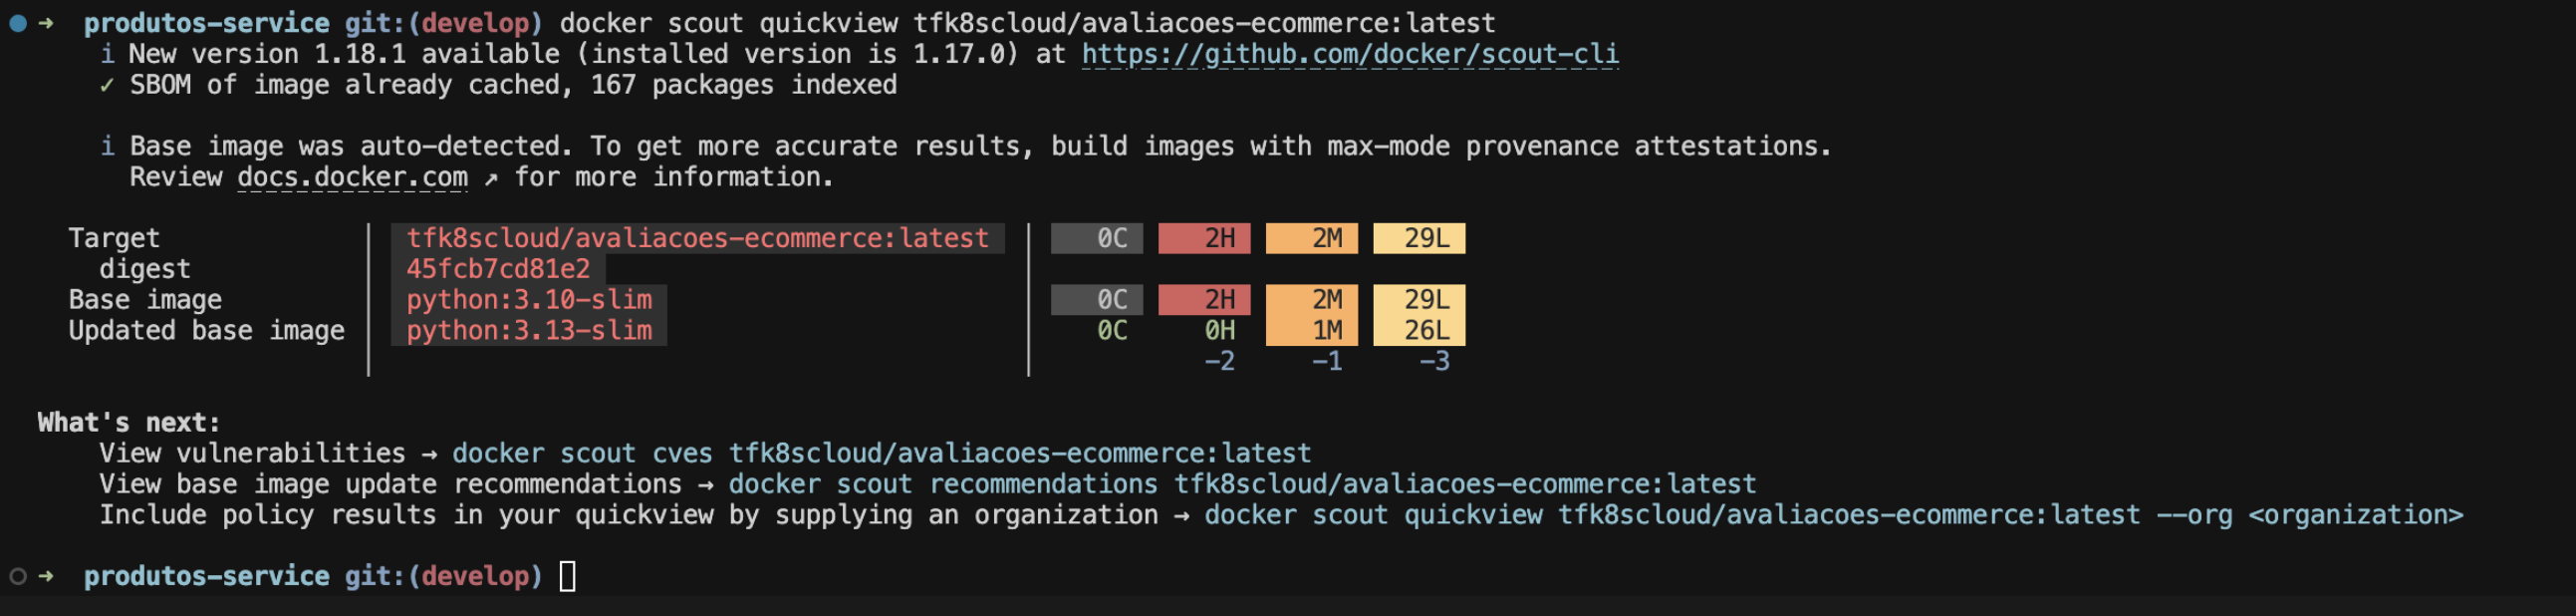 ➜ produtos-service git:(develop) docker scout quickview tfk8scloud/avaliacoes-ecommerce:latest
i New version 1.18.1 available (installed version is 1.17.0) at https://github.com/docker/scout-cli
✓ SBOM of image already cached, 167 packages indexed
i Base image was auto-detected. To get more accurate results, build images with max-mode provenance attestations.
Review docs.docker.com ↗ for more information.
Target │ tfk8scloud/avaliacoes-ecommerce:latest │ 0C 2H 2M 29L
digest │ 45fcb7cd81e2 │
Base image │ python:3.10-slim │ 0C 2H 2M 29L
Updated base image │ python:3.13-slim │ 0C 0H 1M 26L
│ │ -2 -1 -3
What's next:
View vulnerabilities → docker scout cves tfk8scloud/avaliacoes-ecommerce:latest
View base image update recommendations → docker scout recommendations tfk8scloud/avaliacoes-ecommerce:latest
Include policy results in your quickview by supplying an organization → docker scout quickview tfk8scloud/avaliacoes-ecommerce:latest --org <organization>
➜ produtos-service git:(develop)